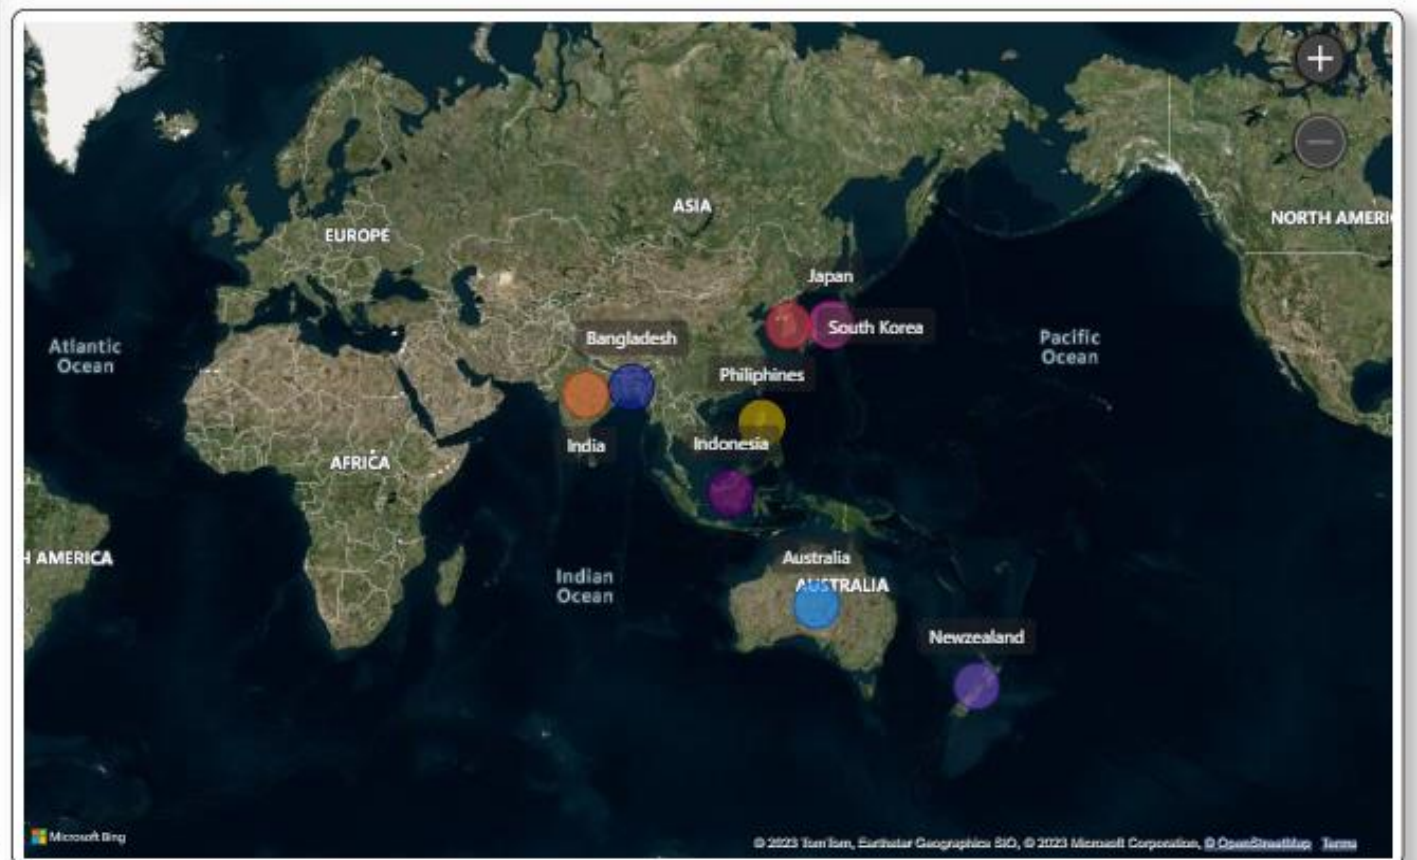 +
ASIA
NORTH AMERI
EUROPE
Japan
South Korea
Bangladesh
Atlantic
Ocean
Pacific
Ocean
Philiphines
India
Indonesia
AFRICA
H AMERICA
Australia
Indian
Ocean
AUSTRALIA
Newzealand
Microsoft Bing
© 2023 TomTom, Earthstar Geographics SIO, © 2023 Microsoft Corporation, © OpenStreetMap Terms